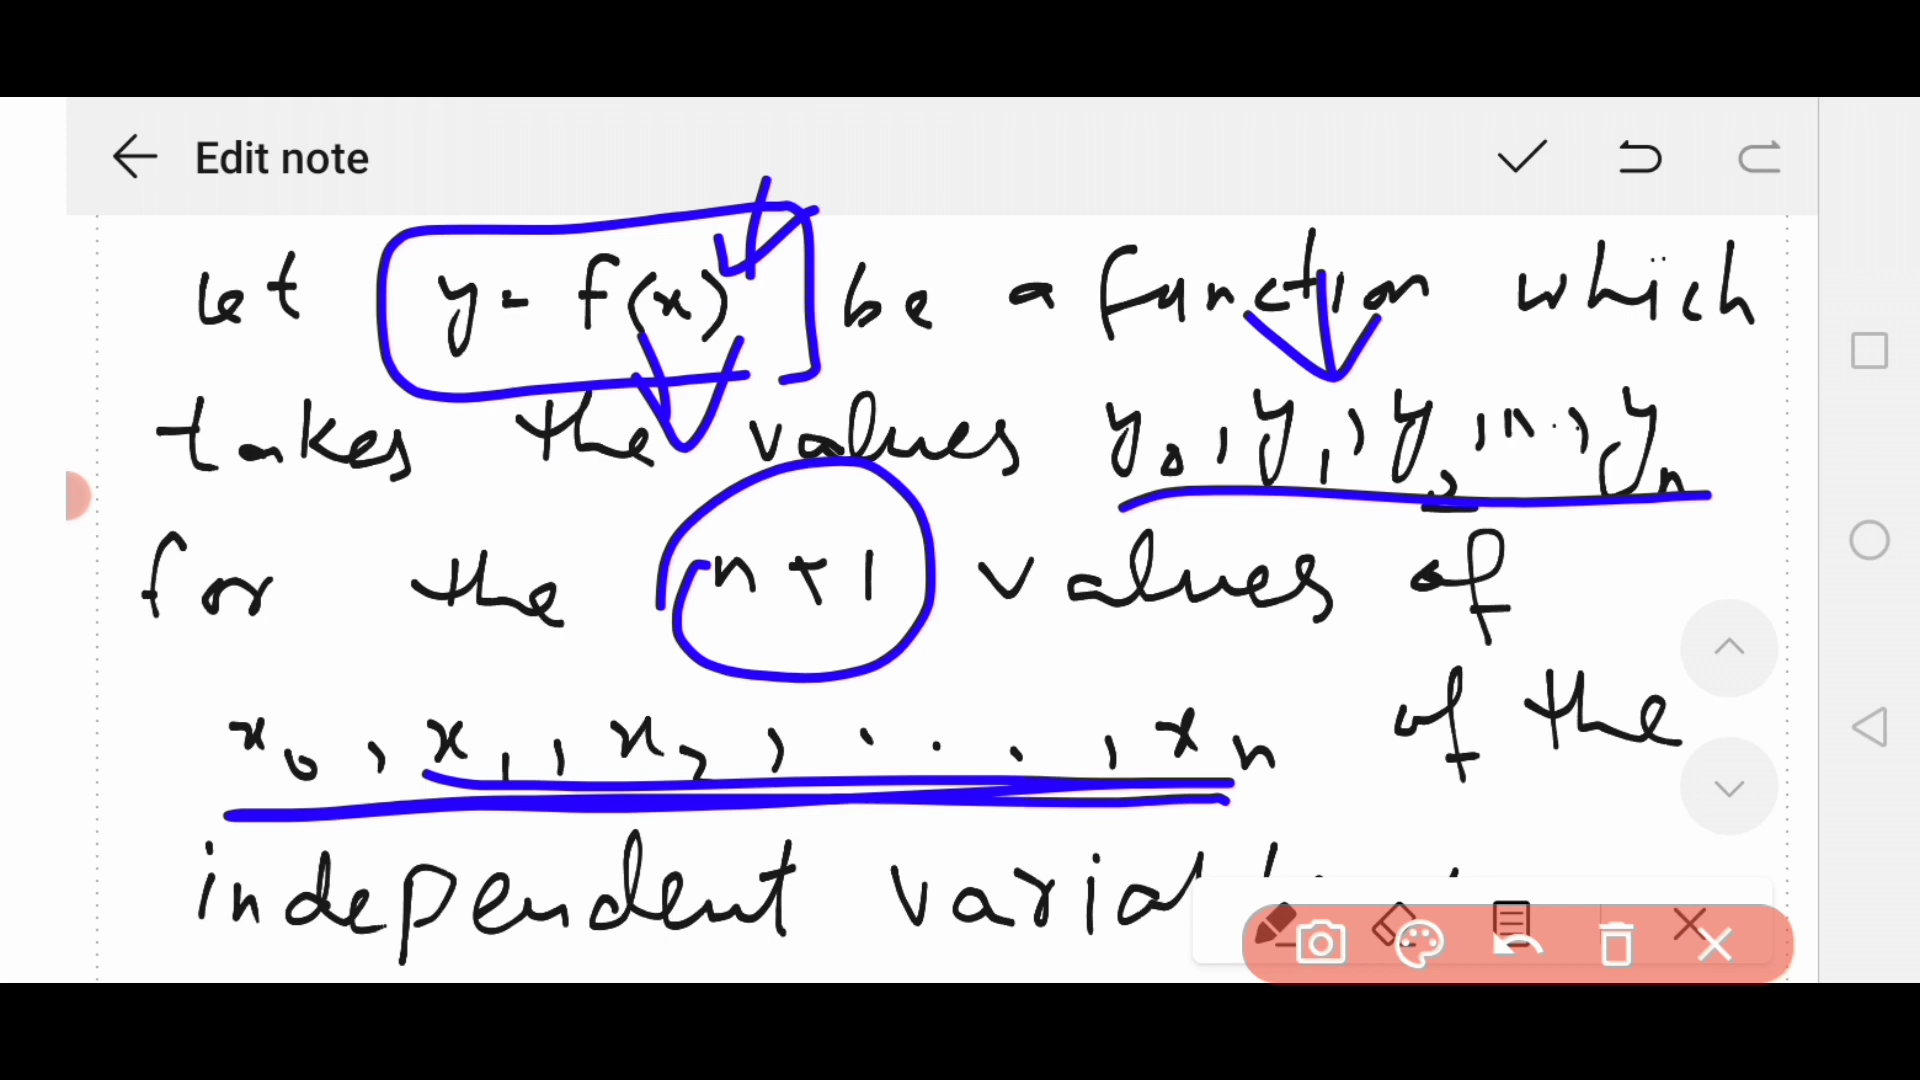 Edit note
Let y = f(x) be a function which
takes the values y₀, y₁, y₂, ..., yₙ
for the n+1 values of
x₀, x₁, x₂, ...., xₙ of the
independent